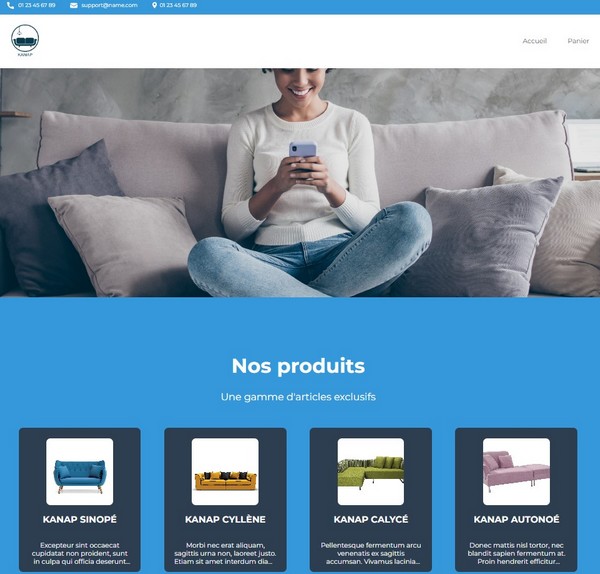 01 23 45 67 89 support@name.com 01 23 45 67 89
KANAP
Accueil Panier
Nos produits
Une gamme d'articles exclusifs
KANAP SINOPÉ
Excepteur sint occaecat
cupidatat non proident, sunt
in culpa qui officia deserunt...
KANAP CYLLÈNE
Morbi nec erat aliquam,
sagittis urna non, laoreet justo.
Etiam sit amet interdum dia...
KANAP CALYCÉ
Pellentesque fermentum arcu
venenatis ex sagittis
accumsan. Vivamus lacinia...
KANAP AUTONOÉ
Donec mattis nisl tortor, nec
blandit sapien fermentum at.
Proin hendrerit efficitur...